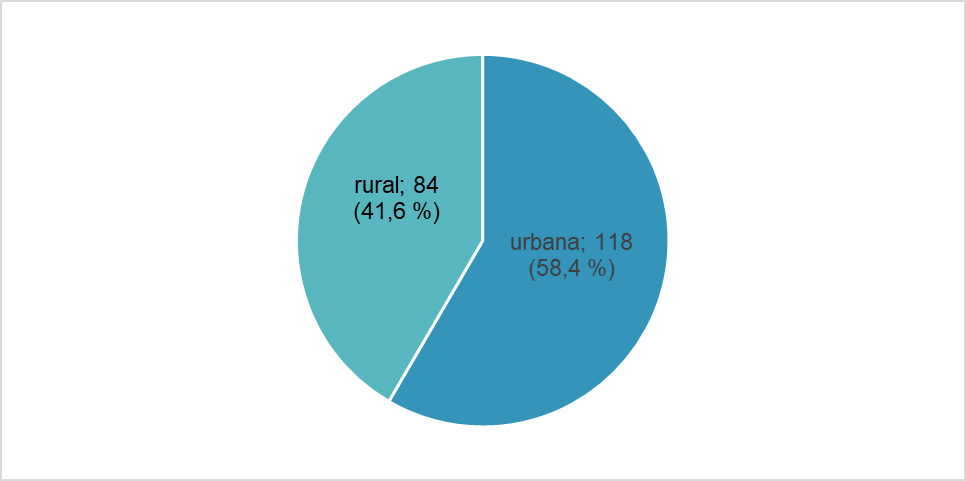 rural; 84
(41,6 %)
urbana; 118
(58,4 %)